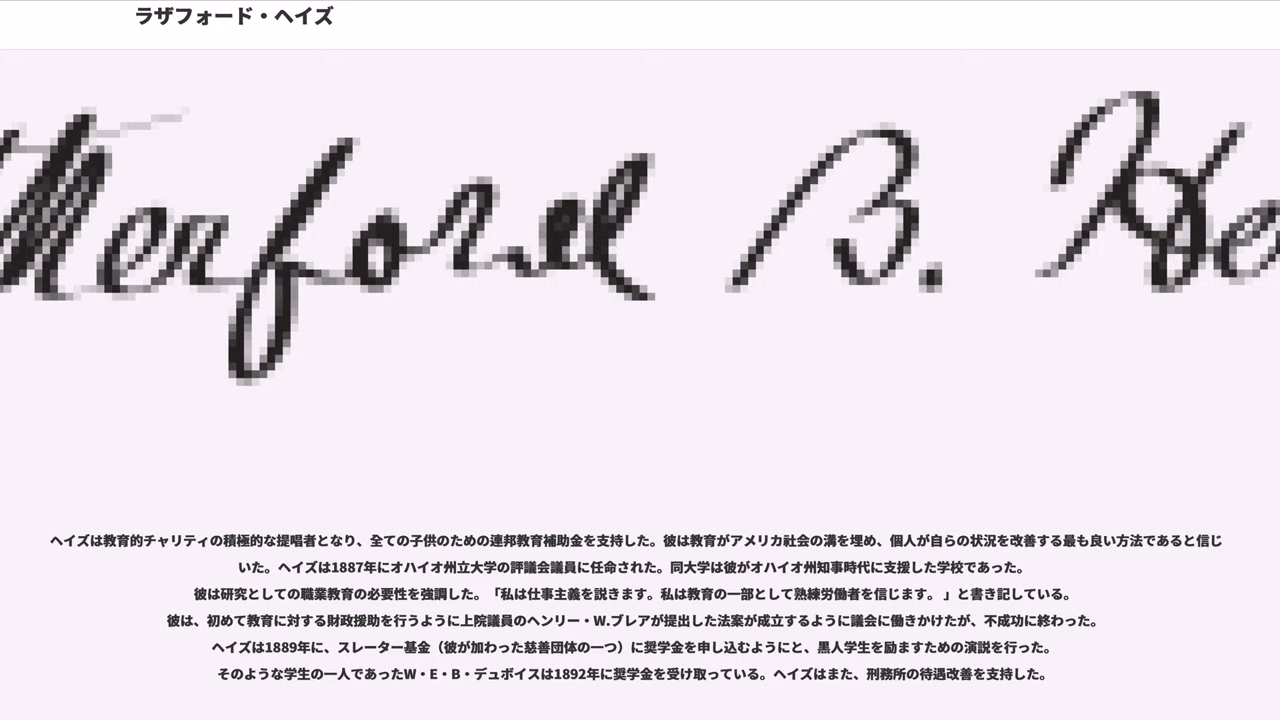 ラザフォード・ヘイズ
therford B. He
ヘイズは教育的チャリティの積極的な提唱者となり、全ての子供のための連邦教育補助金を支持した。彼は教育がアメリカ社会の溝を埋め、個人が自らの状況を改善する最も良い方法であると信じ
いた。ヘイズは1887年にオハイオ州立大学の評議会議員に任命された。同大学は彼がオハイオ州知事時代に支援した学校であった。
彼は研究としての職業教育の必要性を強調した。「私は仕事主義を説きます。私は教育の一部として熟練労働者を信じます。」と書き記している。
彼は、初めて教育に対する財政援助を行うように上院議員のヘンリー・W.ブレアが提出した法案が成立するように議会に働きかけたが、不成功に終わった。
ヘイズは1889年に、スレーター基金（彼が加わった慈善団体の一つ）に奨学金を申し込むようにと、黒人学生を励ますための演説を行った。
そのような学生の一人であったW・E・B・デュボイスは1892年に奨学金を受け取っている。ヘイズはまた、刑務所の待遇改善を支持した。